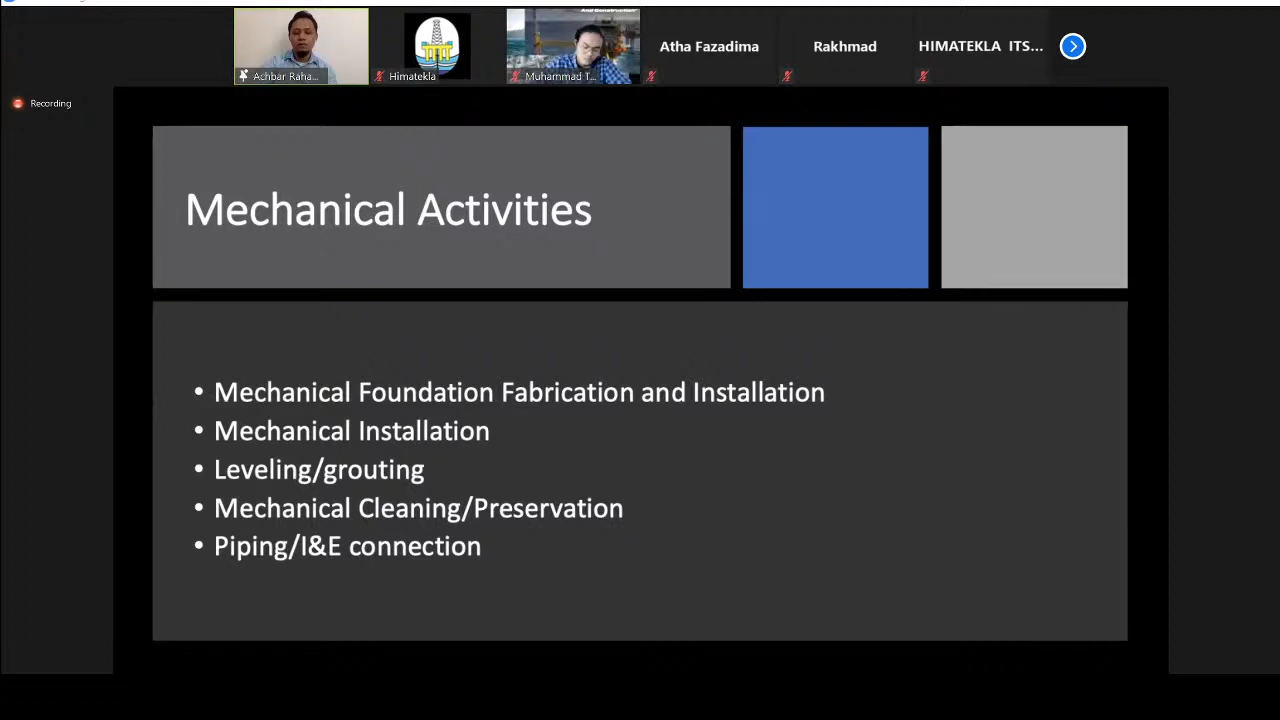 Achbar Raha...
Himatekla
Muhammad T...
Atha Fazadima
Rakhmad
HIMATEKLA ITS...
Recording
Mechanical Activities
• Mechanical Foundation Fabrication and Installation
• Mechanical Installation
• Leveling/grouting
• Mechanical Cleaning/Preservation
• Piping/I&E connection